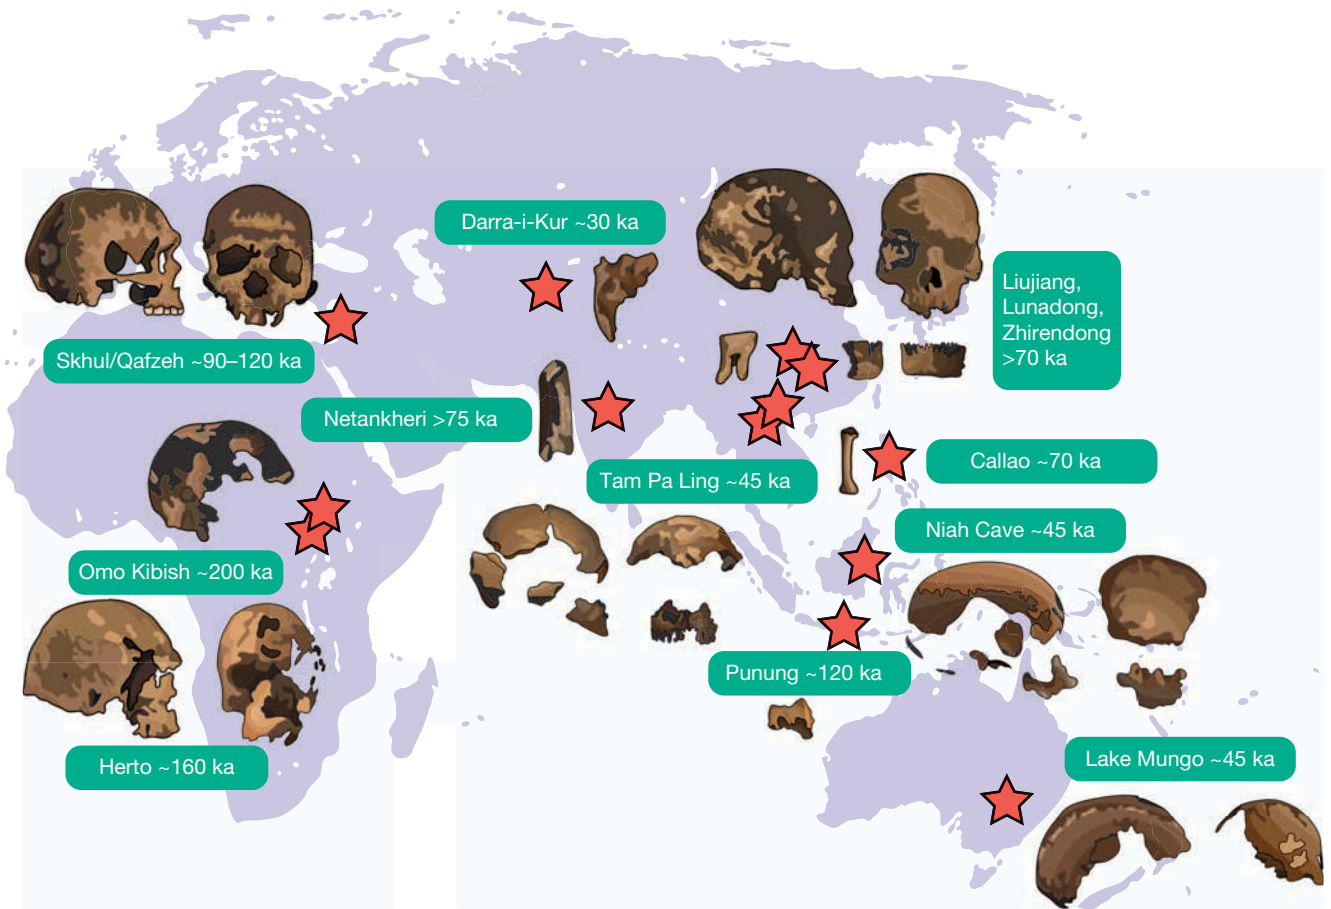 Darra-i-Kur ~30 ka
Liujiang,
Lunadong,
Zhirendong
>70 ka
Skhul/Qafzeh ~90–120 ka
Netankheri >75 ka
Callao ~70 ka
Tam Pa Ling ~45 ka
Niah Cave ~45 ka
Omo Kibish ~200 ka
Punung ~120 ka
Lake Mungo ~45 ka
Herto ~160 ka